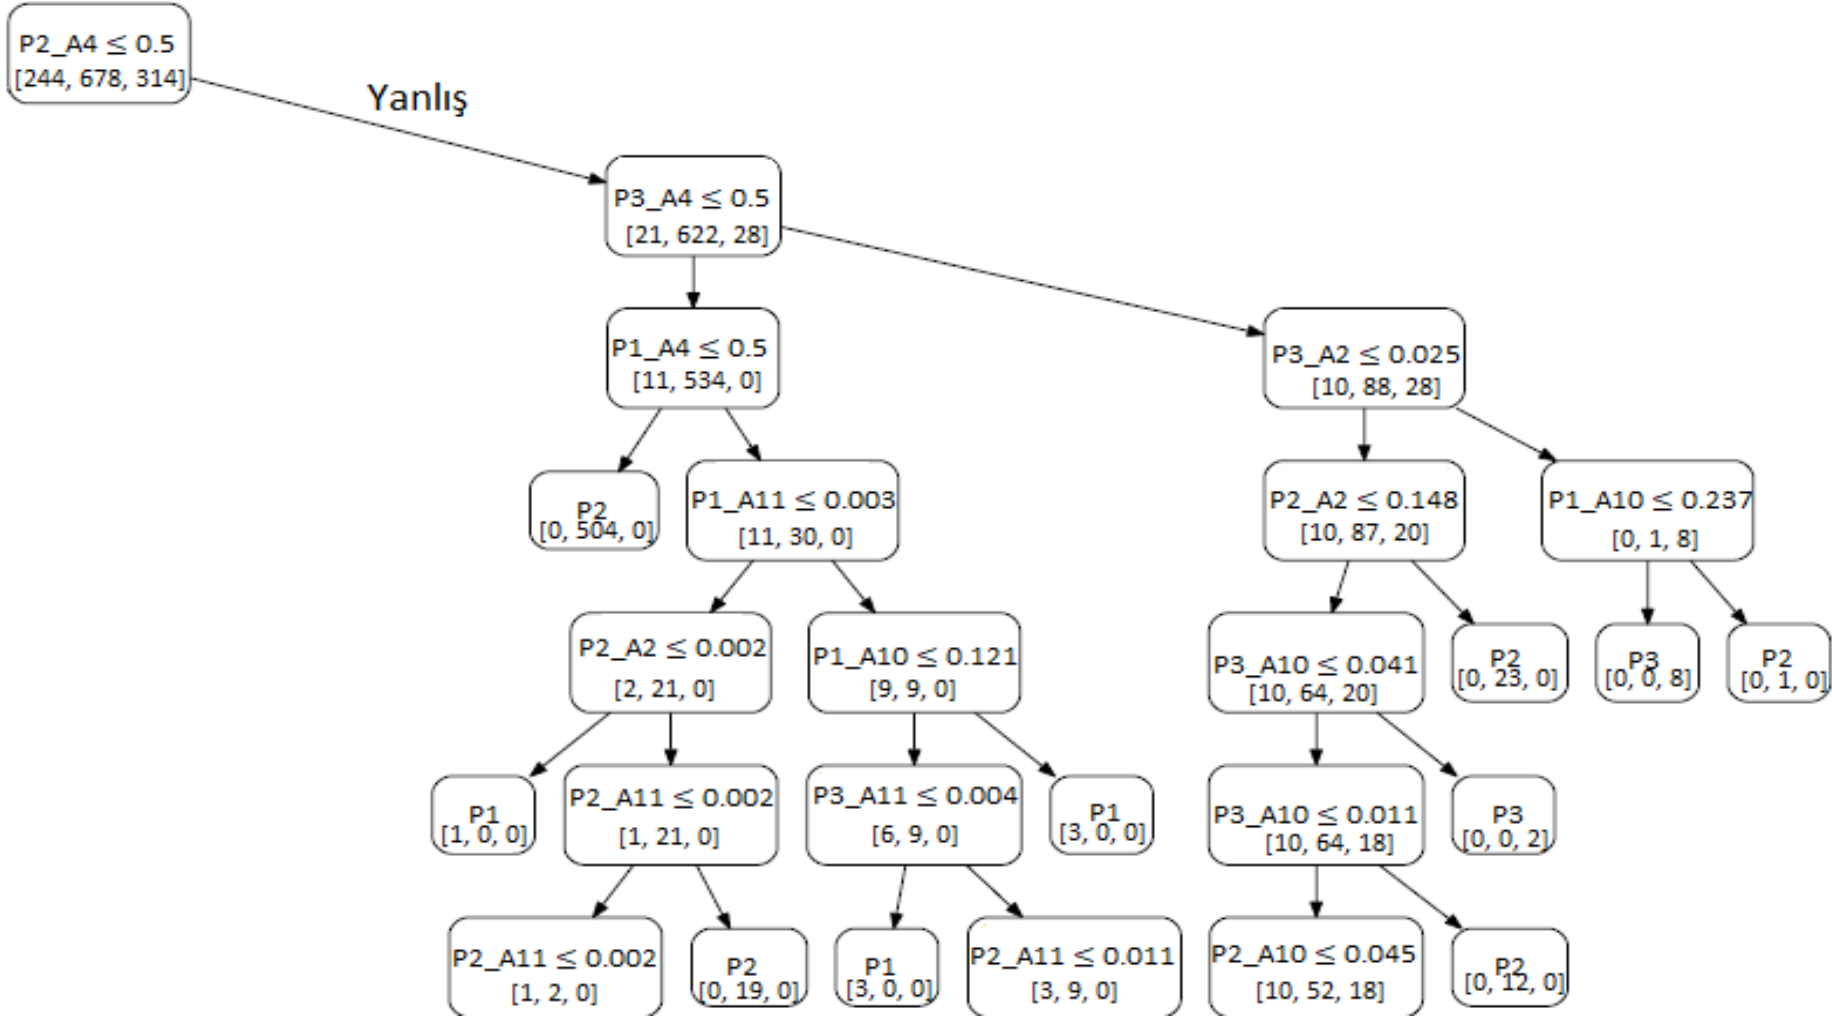 P2_A4 ≤ 0.5
[244, 678, 314]
Yanlış
P3_A4 ≤ 0.5
[21, 622, 28]
P1_A4 ≤ 0.5
[11, 534, 0]
P3_A2 ≤ 0.025
[10, 88, 28]
P2
[0, 504, 0]
P1_A11 ≤ 0.003
[11, 30, 0]
P2_A2 ≤ 0.148
[10, 87, 20]
P1_A10 ≤ 0.237
[0, 1, 8]
P2_A2 ≤ 0.002
[2, 21, 0]
P1_A10 ≤ 0.121
[9, 9, 0]
P3_A10 ≤ 0.041
[10, 64, 20]
P2
[0, 23, 0]
P3
[0, 0, 8]
P2
[0, 1, 0]
P1
[1, 0, 0]
P2_A11 ≤ 0.002
[1, 21, 0]
P3_A11 ≤ 0.004
[6, 9, 0]
P1
[3, 0, 0]
P3_A10 ≤ 0.011
[10, 64, 18]
P3
[0, 0, 2]
P2_A11 ≤ 0.002
[1, 2, 0]
P2
[0, 19, 0]
P1
[3, 0, 0]
P2_A11 ≤ 0.011
[3, 9, 0]
P2_A10 ≤ 0.045
[10, 52, 18]
P2
[0, 12, 0]